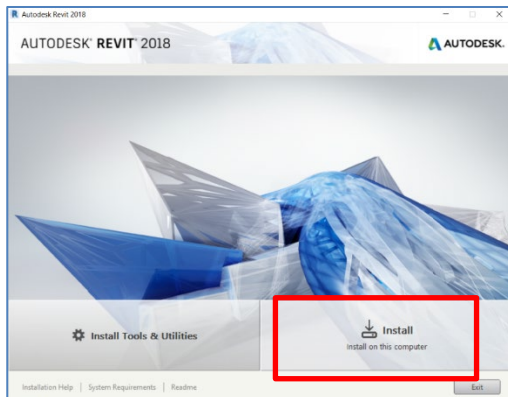 Autodesk Revit 2018
AUTODESK® REVIT® 2018
AUTODESK.
Install Tools & Utilities
Install
Install on this computer
Installation Help | System Requirements | Readme
Exit